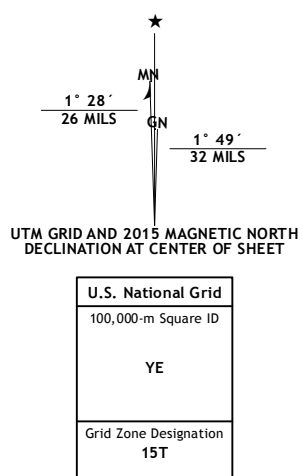 ★
MN
1° 28´
26 MILS
GN
1° 49´
32 MILS
UTM GRID AND 2015 MAGNETIC NORTH
DECLINATION AT CENTER OF SHEET
U.S. National Grid
100,000-m Square ID
YE
Grid Zone Designation
15T